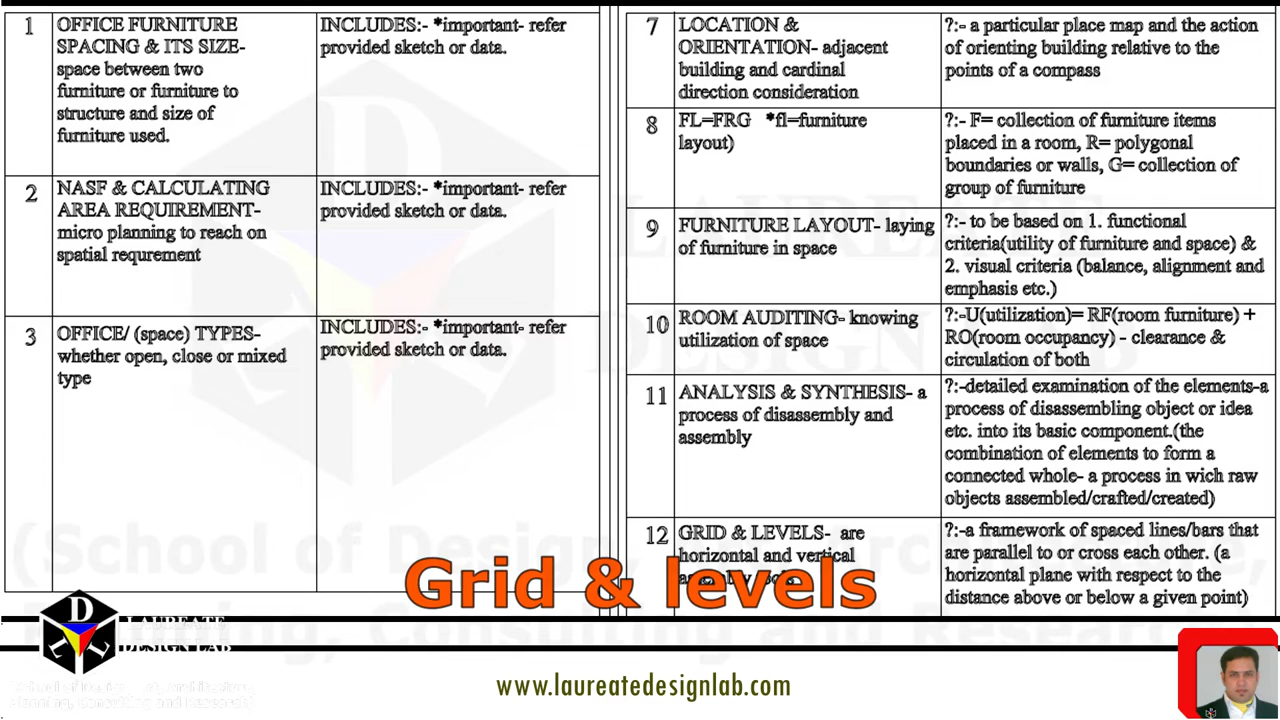 1
OFFICE FURNITURE
SPACING & ITS SIZE-
space between two
furniture or furniture to
structure and size of
furniture used.
INCLUDES:- *important- refer
provided sketch or data.
2
NASF & CALCULATING
AREA REQUIREMENT-
micro planning to reach on
spatial requrement
INCLUDES:- *important- refer
provided sketch or data.
3
OFFICE/ (space) TYPES-
whether open, close or mixed
type
INCLUDES:- *important- refer
provided sketch or data.
7
LOCATION &
ORIENTATION- adjacent
building and cardinal
direction consideration
?:- a particular place map and the action
of orienting building relative to the
points of a compass
8
FL=FRG *fl=furniture
layout)
?:- F= collection of furniture items
placed in a room, R= polygonal
boundaries or walls, G= collection of
group of furniture
9
FURNITURE LAYOUT- laying
of furniture in space
?:- to be based on 1. functional
criteria(utility of furniture and space) &
2. visual criteria (balance, alignment and
emphasis etc.)
10
ROOM AUDITING- knowing
utilization of space
?:-U(utilization)= RF(room furniture) +
RO(room occupancy) - clearance &
circulation of both
11
ANALYSIS & SYNTHESIS- a
process of disassembly and
assembly
?:-detailed examination of the elements-a
process of disassembling object or idea
etc. into its basic component.(the
combination of elements to form a
connected whole- a process in wich raw
objects assembled/crafted/created)
12
GRID & LEVELS- are
horizontal and vertical
?:-a framework of spaced lines/bars that
are parallel to or cross each other. (a
horizontal plane with respect to the
distance above or below a given point)
Grid & levels
D
L L
LAUREATE
DESIGN LAB
www.laureatedesignlab.com